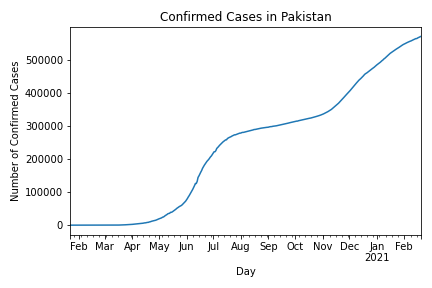 Confirmed Cases in Pakistan
Number of Confirmed Cases
500000
400000
300000
200000
100000
0
Feb Mar Apr May Jun Jul Aug Sep Oct Nov Dec Jan Feb
2021
Day